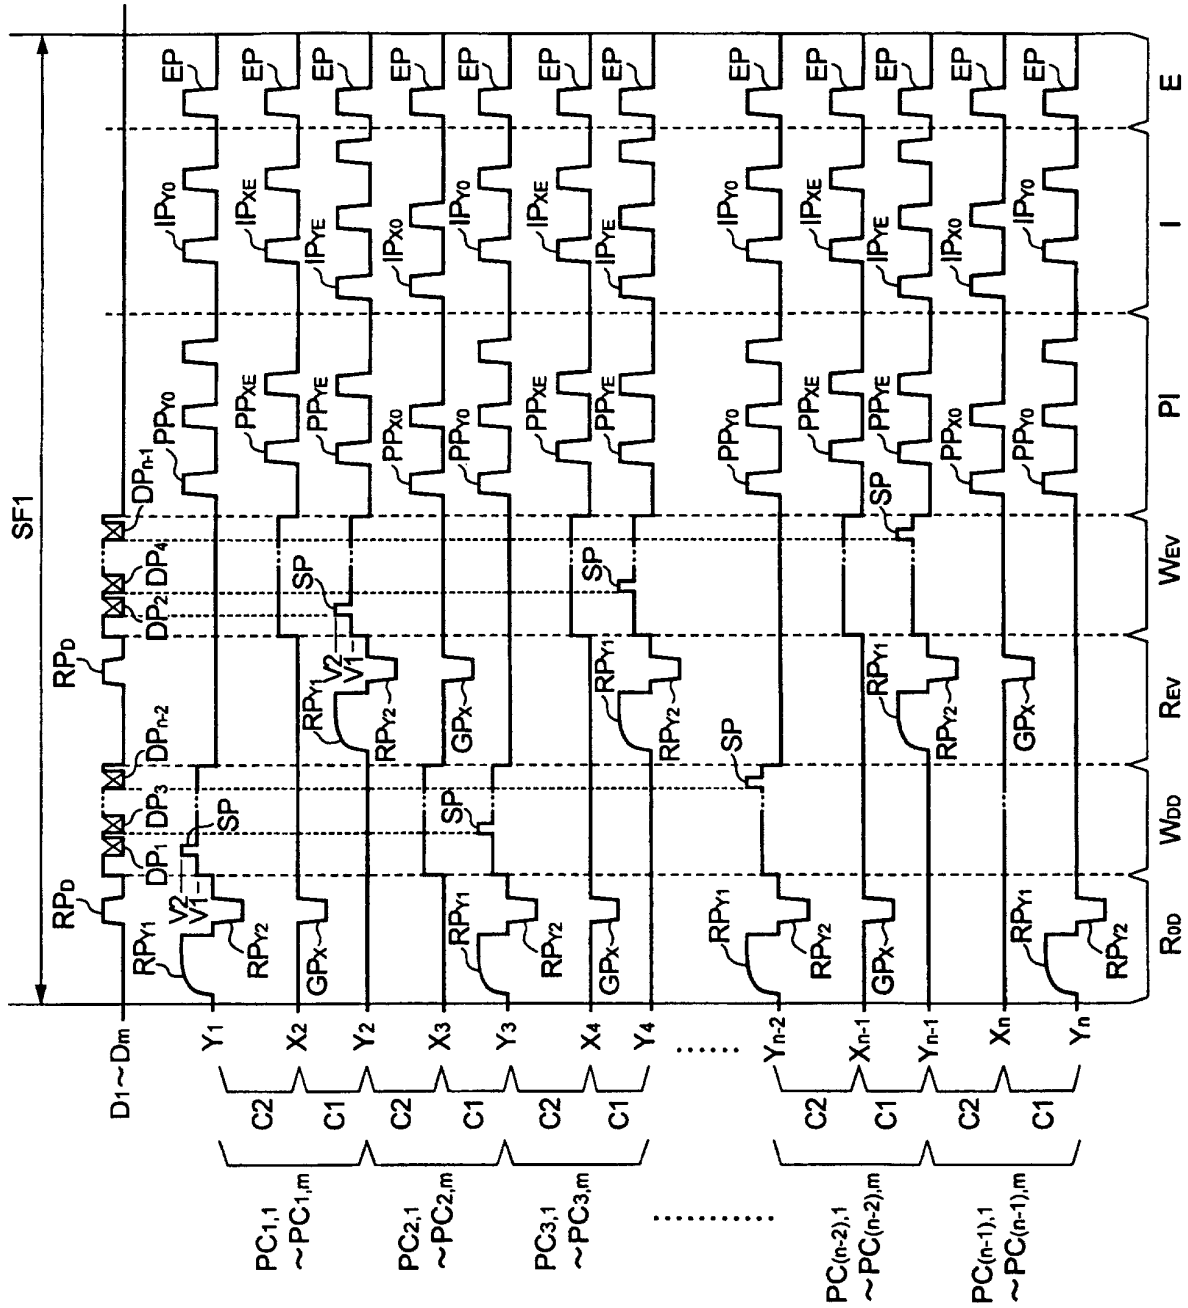 SF1
D1～Dm RPD DP1 DP3 DPn-2 RPD DP2 DP4 DPn-1
Y1 RPY1 RPY2 V2 V1 SP PPY0 IPY0 EP
X2 GPX PPXE IPXE EP
Y2 RPY1 RPY2 V2 V1 SP PPYE IPYE EP
X3 GPX PPX0 IPX0 EP
Y3 RPY1 RPY2 SP PPY0 IPY0 EP
X4 GPX PPXE IPXE EP
Y4 RPY1 RPY2 SP PPYE IPYE EP
Yn-2 RPY1 RPY2 SP PPY0 IPY0 EP
Xn-1 GPX PPXE IPXE EP
Yn-1 RPY1 RPY2 SP PPYE IPYE EP
Xn GPX PPX0 IPX0 EP
Yn RPY1 RPY2 PPY0 IPY0 EP
C2
C1
C2
C1
C2
C1
C2
C1
C2
C1
PC1,1
～PC1,m
PC2,1
～PC2,m
PC3,1
～PC3,m
PC(n-2),1
～PC(n-2),m
PC(n-1),1
～PC(n-1),m
ROD WOD REV WEV PI I E